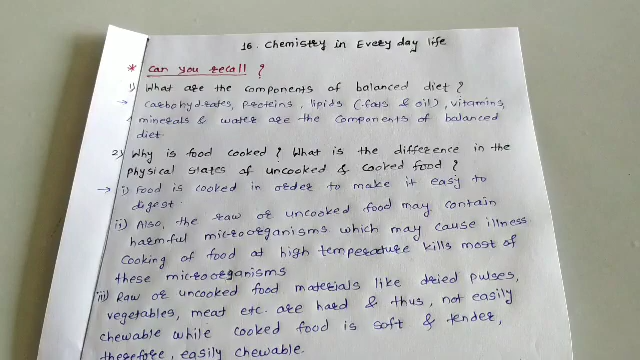 16. Chemistry in Every day life
* Can you recall ?
1) What are the components of balanced diet ?
→ carbohydrates, proteins, lipids (fats & oil), vitamins,
minerals & water are the components of balanced
diet.
2) Why is food cooked ? What is the difference in the
physical states of uncooked & cooked food ?
→ i) Food is cooked in order to make it easy to
digest.
ii) Also, the raw or uncooked food may contain
harmful microorganisms which may cause illness.
Cooking of food at high temperature kills most of
these microorganisms
iii) Raw or uncooked food materials like dried pulses,
vegetables, meat etc. are hard & thus, not easily
chewable while cooked food is soft & tender,
therefore, easily chewable.